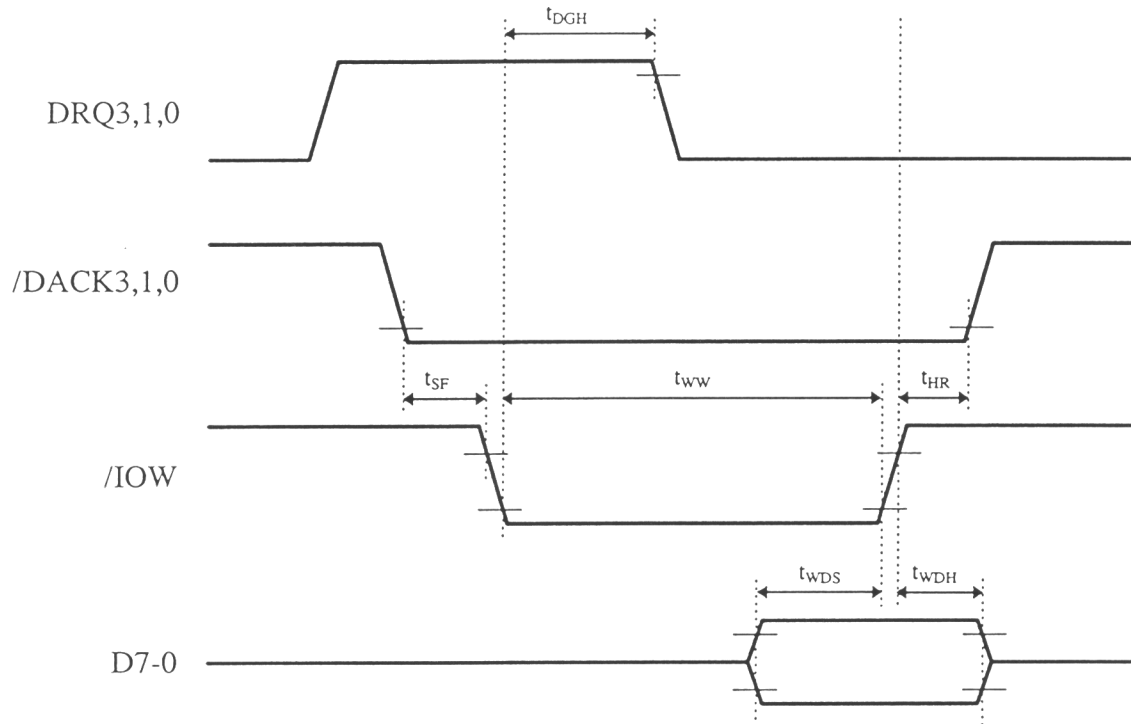 tDGH
DRQ3,1,0
/DACK3,1,0
tSF
tWW
tHR
/IOW
tWDS
tWDH
D7-0